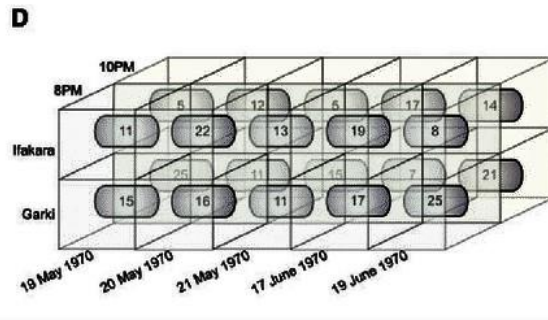 D
10PM
8PM
5 12 5 17 14
Ifakara
11 22 13 19 8
25 11 15 7 21
Garki
15 16 11 17 25
19 May 1970
20 May 1970
21 May 1970
17 June 1970
19 June 1970